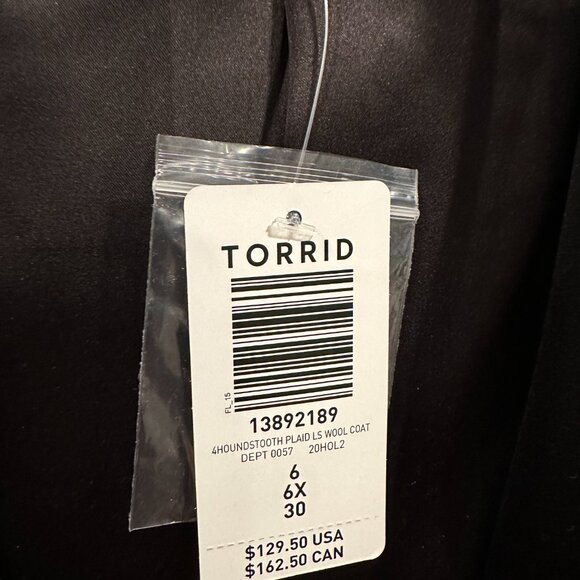 TORRID
FL_15
13892189
4HOUNDSTOOTH PLAID LS WOOL COAT
DEPT 0057 20HOL2
6
6X
30
$129.50 USA
$162.50 CAN